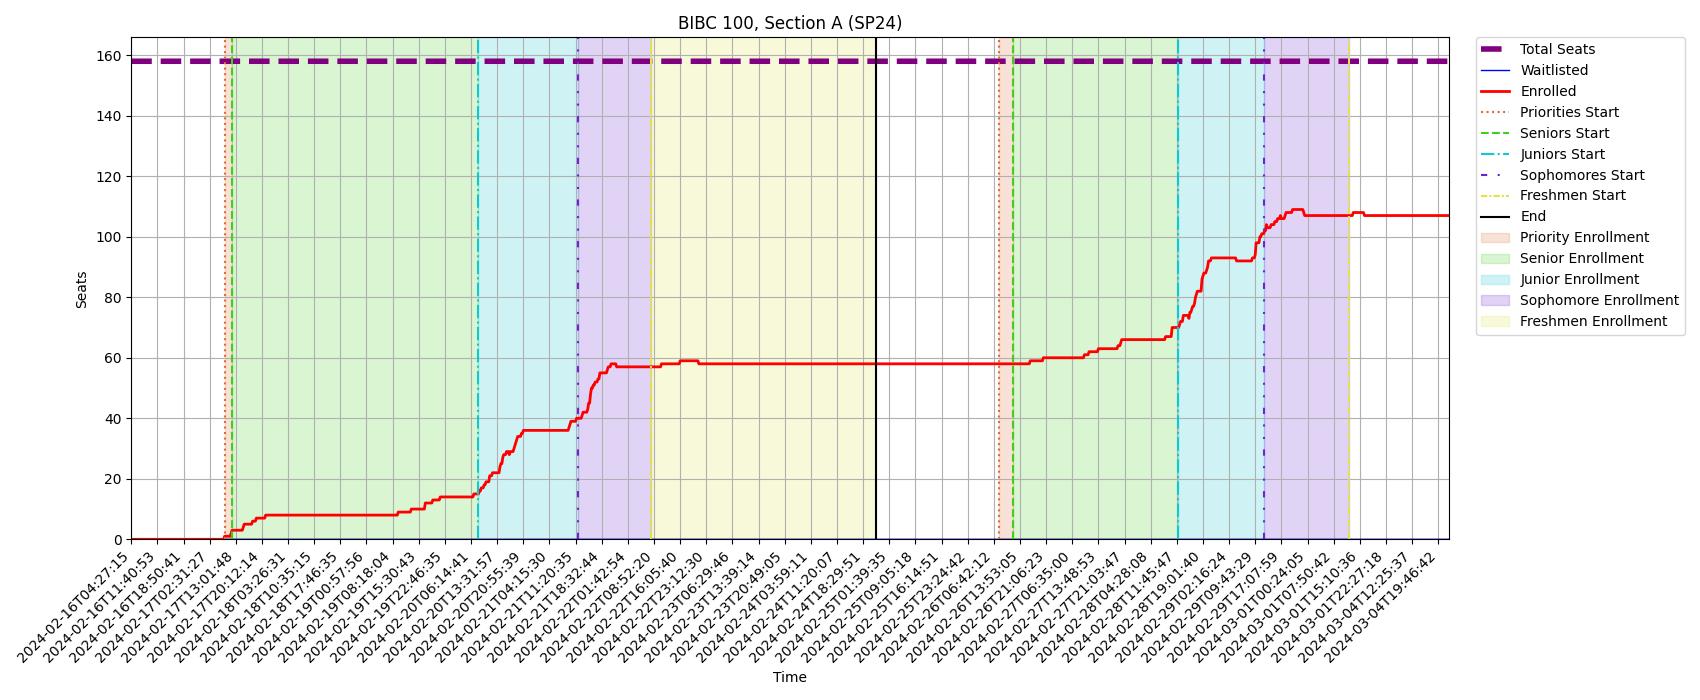 BIBC 100, Section A (SP24)
160
140
120
100
80
60
40
20
0
Seats
2024-02-16T04:27:15
2024-02-16T11:40:53
2024-02-16T18:50:41
2024-02-17T02:31:27
2024-02-17T13:01:48
2024-02-17T20:12:14
2024-02-18T03:26:31
2024-02-18T10:35:15
2024-02-18T17:46:35
2024-02-19T00:57:56
2024-02-19T08:18:04
2024-02-19T15:30:43
2024-02-19T22:46:35
2024-02-20T06:14:41
2024-02-20T13:31:57
2024-02-20T20:55:39
2024-02-21T04:15:30
2024-02-21T11:20:35
2024-02-21T18:32:44
2024-02-22T01:42:54
2024-02-22T08:52:20
2024-02-22T16:05:40
2024-02-22T23:12:30
2024-02-23T06:29:46
2024-02-23T13:39:14
2024-02-23T20:49:05
2024-02-24T03:59:11
2024-02-24T11:20:07
2024-02-24T18:29:51
2024-02-25T01:39:35
2024-02-25T09:05:18
2024-02-25T16:14:51
2024-02-25T23:24:42
2024-02-26T06:42:12
2024-02-26T13:53:05
2024-02-26T21:06:23
2024-02-27T06:35:00
2024-02-27T13:48:53
2024-02-27T21:03:47
2024-02-28T04:28:08
2024-02-28T11:45:47
2024-02-28T19:01:40
2024-02-29T02:16:24
2024-02-29T09:43:29
2024-02-29T17:07:59
2024-03-01T00:24:05
2024-03-01T07:50:42
2024-03-01T15:10:36
2024-03-01T22:27:18
2024-03-04T12:25:37
2024-03-04T19:46:42
Time
Total Seats
Waitlisted
Enrolled
Priorities Start
Seniors Start
Juniors Start
Sophomores Start
Freshmen Start
End
Priority Enrollment
Senior Enrollment
Junior Enrollment
Sophomore Enrollment
Freshmen Enrollment